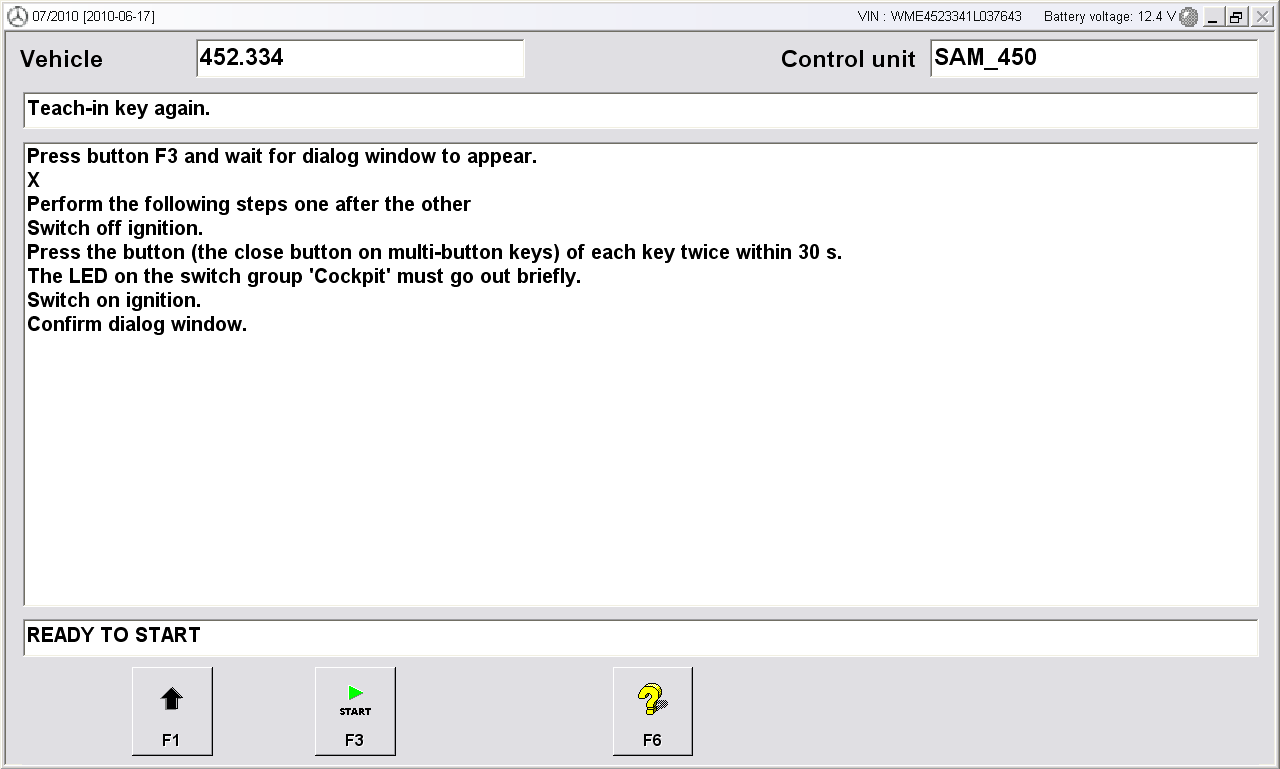 07/2010 [2010-06-17] VIN : WME4523341L037643 Battery voltage: 12.4 V
Vehicle 452.334 Control unit SAM_450
Teach-in key again.
Press button F3 and wait for dialog window to appear.
X
Perform the following steps one after the other
Switch off ignition.
Press the button (the close button on multi-button keys) of each key twice within 30 s.
The LED on the switch group 'Cockpit' must go out briefly.
Switch on ignition.
Confirm dialog window.
READY TO START
START
F1 F3 F6